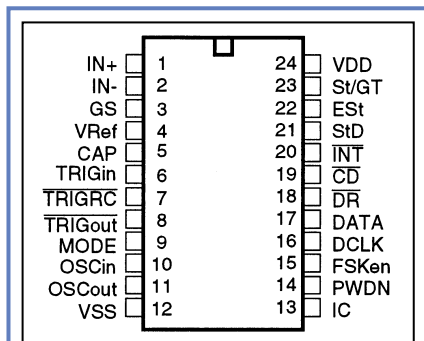 IN+ 1 24 VDD
IN- 2 23 St/GT
GS 3 22 ESt
VRef 4 21 StD
CAP 5 20 INT
TRIGin 6 19 CD
TRIGRC 7 18 DR
TRIGout 8 17 DATA
MODE 9 16 DCLK
OSCin 10 15 FSKen
OSCout 11 14 PWDN
VSS 12 13 IC